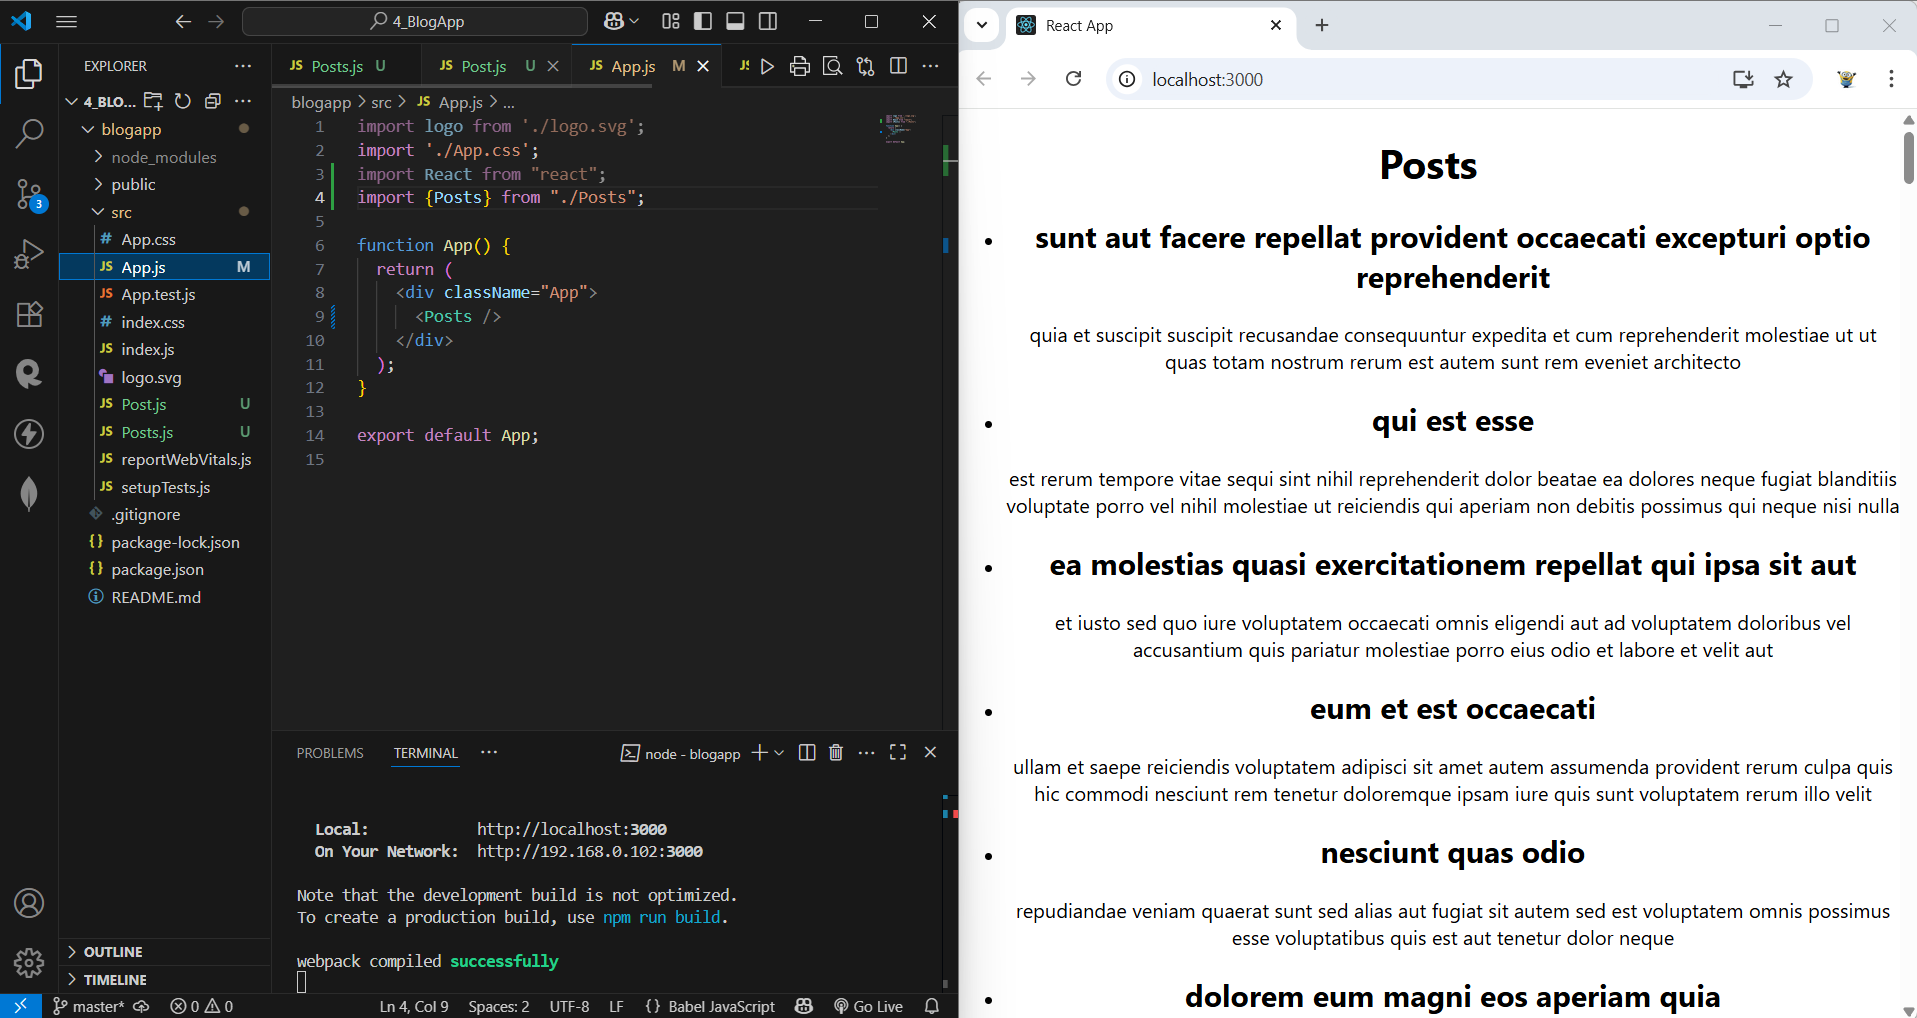 4_BlogApp
EXPLORER
4_BLO...
blogapp
node_modules
public
src
# App.css
JS App.js M
JS App.test.js
# index.css
JS index.js
logo.svg
JS Post.js U
JS Posts.js U
JS reportWebVitals.js
JS setupTests.js
.gitignore
{} package-lock.json
{} package.json
README.md
OUTLINE
TIMELINE
3
JS Posts.js U
JS Post.js U
JS App.js M
JS
blogapp > src > JS App.js > ...
1 import logo from './logo.svg';
2 import './App.css';
3 import React from "react";
4 import {Posts} from "./Posts";
5
6 function App() {
7 return (
8 <div className="App">
9 <Posts />
10 </div>
11 );
12 }
13
14 export default App;
15
PROBLEMS TERMINAL ...
node - blogapp
Local: http://localhost:3000
On Your Network: http://192.168.0.102:3000
Note that the development build is not optimized.
To create a production build, use npm run build.
webpack compiled successfully
master* 0 0 Ln 4, Col 9 Spaces: 2 UTF-8 LF {} Babel JavaScript Go Live
React App
localhost:3000
Posts
sunt aut facere repellat provident occaecati excepturi optio
reprehenderit
quia et suscipit suscipit recusandae consequuntur expedita et cum reprehenderit molestiae ut ut
quas totam nostrum rerum est autem sunt rem eveniet architecto
qui est esse
est rerum tempore vitae sequi sint nihil reprehenderit dolor beatae ea dolores neque fugiat blanditiis
voluptate porro vel nihil molestiae ut reiciendis qui aperiam non debitis possimus qui neque nisi nulla
ea molestias quasi exercitationem repellat qui ipsa sit aut
et iusto sed quo iure voluptatem occaecati omnis eligendi aut ad voluptatem doloribus vel
accusantium quis pariatur molestiae porro eius odio et labore et velit aut
eum et est occaecati
ullam et saepe reiciendis voluptatem adipisci sit amet autem assumenda provident rerum culpa quis
hic commodi nesciunt rem tenetur doloremque ipsam iure quis sunt voluptatem rerum illo velit
nesciunt quas odio
repudiandae veniam quaerat sunt sed alias aut fugiat sit autem sed est voluptatem omnis possimus
esse voluptatibus quis est aut tenetur dolor neque
dolorem eum magni eos aperiam quia